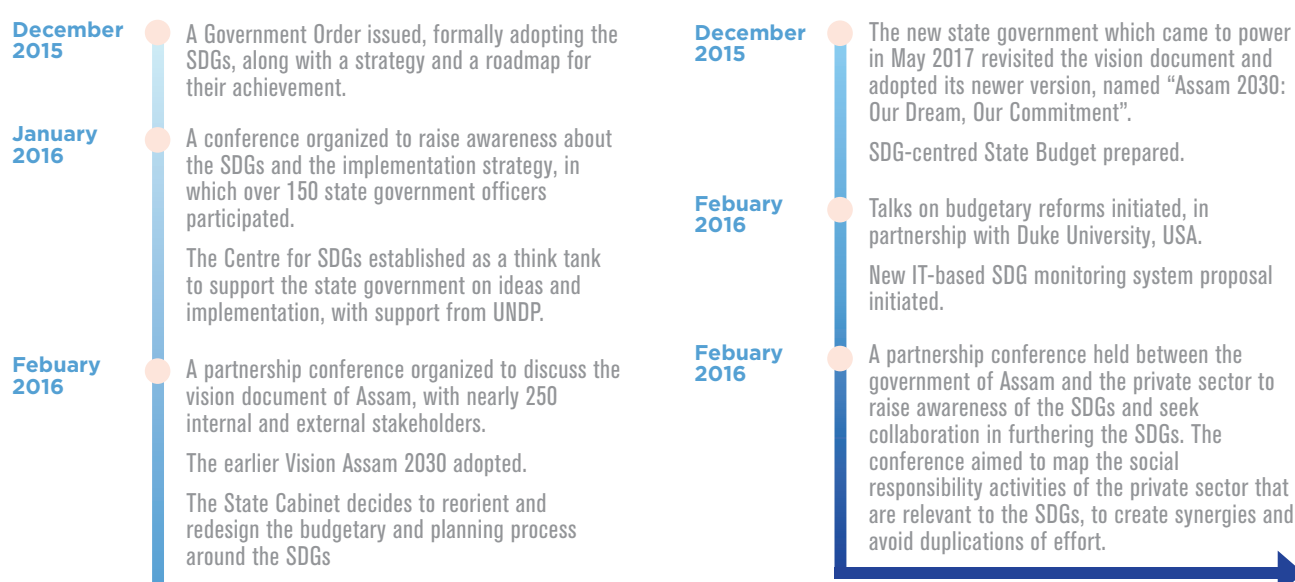 December
2015
A Government Order issued, formally adopting the
SDGs, along with a strategy and a roadmap for
their achievement.
January
2016
A conference organized to raise awareness about
the SDGs and the implementation strategy, in
which over 150 state government officers
participated.
The Centre for SDGs established as a think tank
to support the state government on ideas and
implementation, with support from UNDP.
Febuary
2016
A partnership conference organized to discuss the
vision document of Assam, with nearly 250
internal and external stakeholders.
The earlier Vision Assam 2030 adopted.
The State Cabinet decides to reorient and
redesign the budgetary and planning process
around the SDGs
December
2015
The new state government which came to power
in May 2017 revisited the vision document and
adopted its newer version, named “Assam 2030:
Our Dream, Our Commitment”.
SDG-centred State Budget prepared.
Febuary
2016
Talks on budgetary reforms initiated, in
partnership with Duke University, USA.
New IT-based SDG monitoring system proposal
initiated.
Febuary
2016
A partnership conference held between the
government of Assam and the private sector to
raise awareness of the SDGs and seek
collaboration in furthering the SDGs. The
conference aimed to map the social
responsibility activities of the private sector that
are relevant to the SDGs, to create synergies and
avoid duplications of effort.